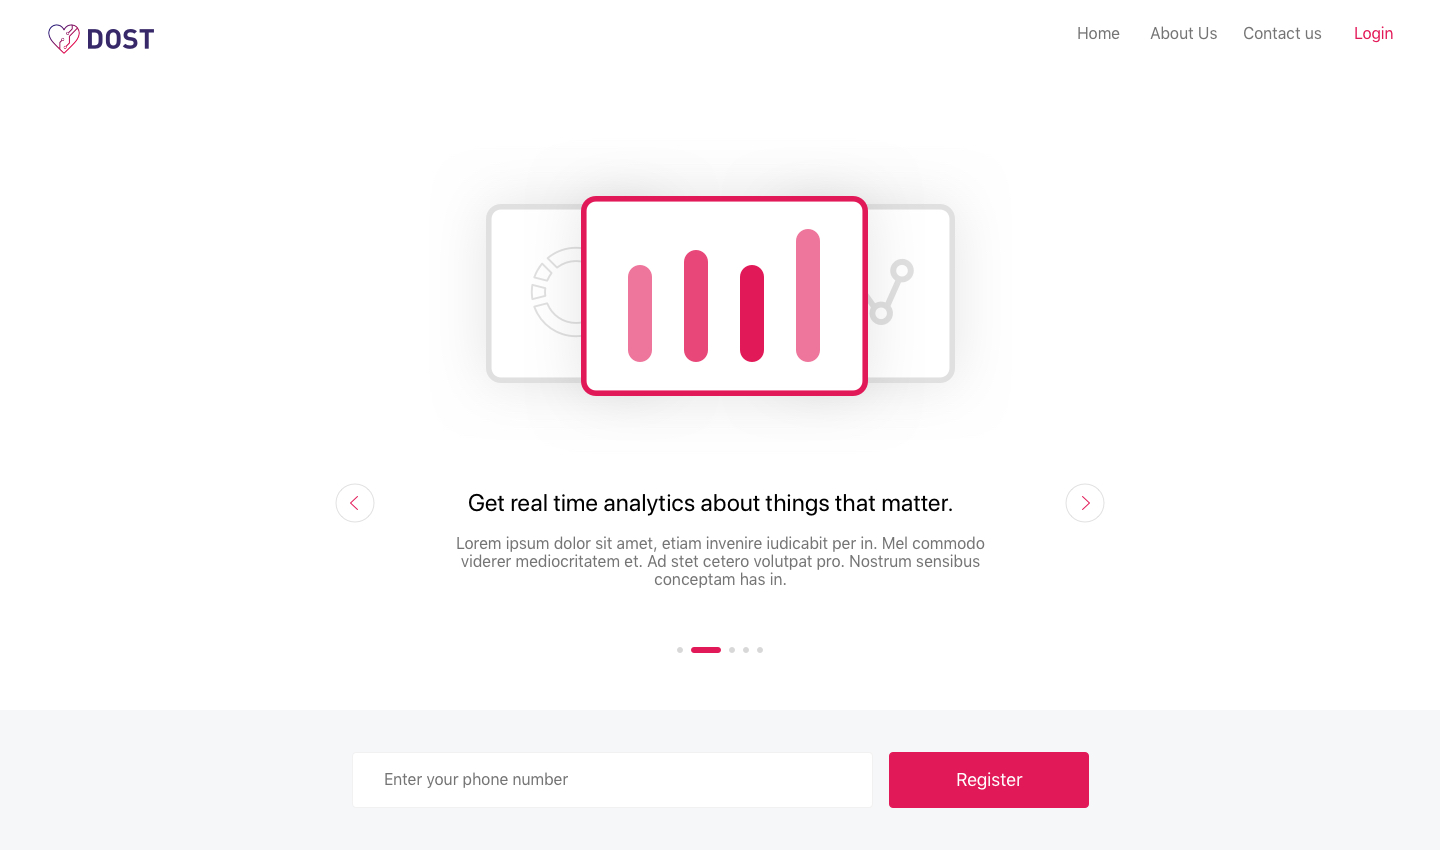 DOST
Home About Us Contact us Login
Get real time analytics about things that matter.
Lorem ipsum dolor sit amet, etiam invenire iudicabit per in. Mel commodo
viderer mediocritatem et. Ad stet cetero volutpat pro. Nostrum sensibus
conceptam has in.
Enter your phone number
Register